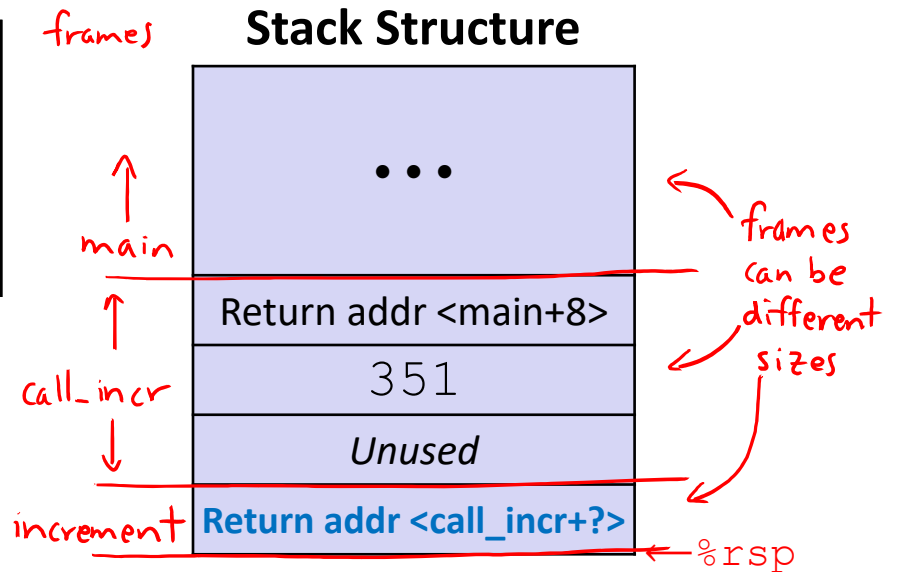 frames
Stack Structure
• • •
main
frames
can be
different
sizes
Return addr <main+8>
351
call_incr
Unused
increment
Return addr <call_incr+?>
%rsp